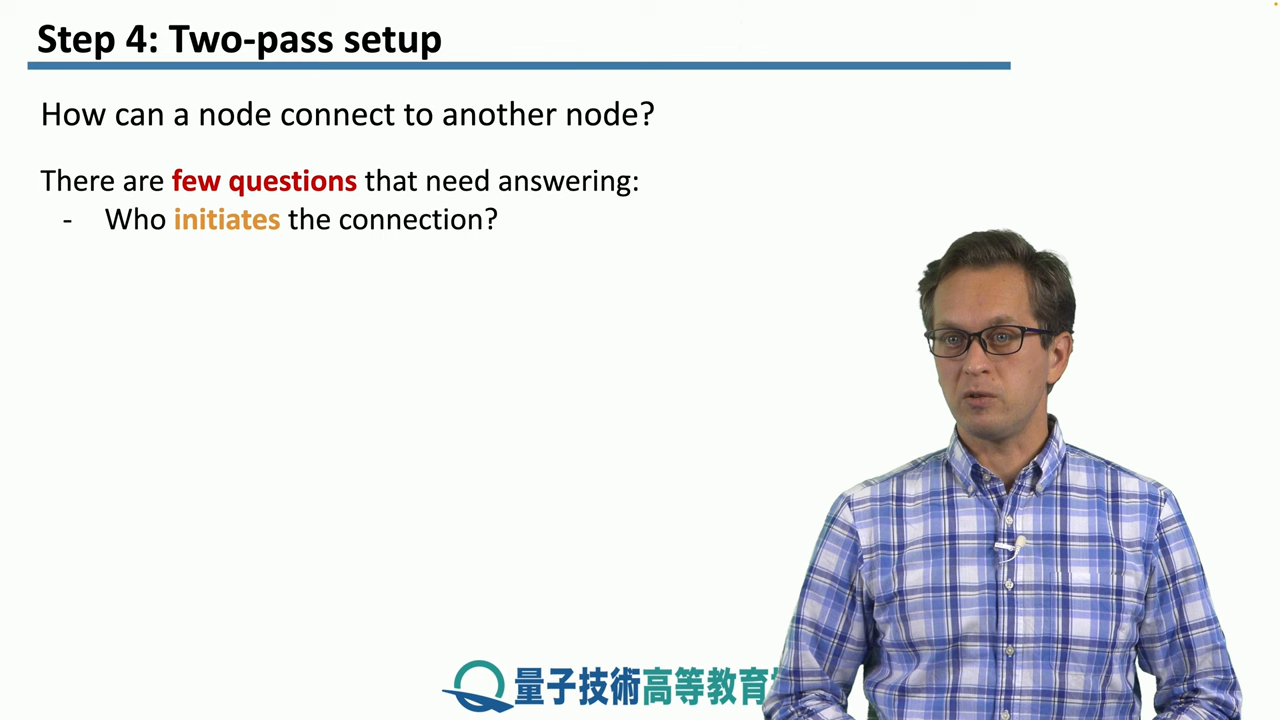 Step 4: Two-pass setup
How can a node connect to another node?
There are few questions that need answering:
- Who initiates the connection?
量子技術高等教育